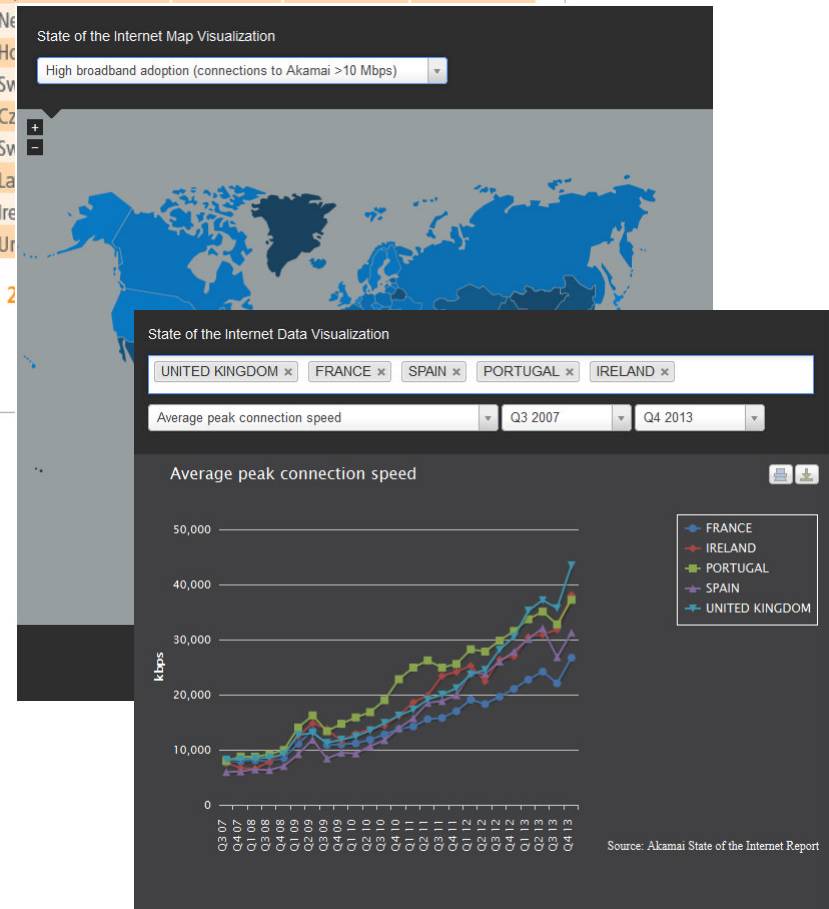 State of the Internet Map Visualization
High broadband adoption (connections to Akamai >10 Mbps)
+
−
State of the Internet Data Visualization
UNITED KINGDOM × FRANCE × SPAIN × PORTUGAL × IRELAND ×
Average peak connection speed Q3 2007 Q4 2013
Average peak connection speed
FRANCE
IRELAND
PORTUGAL
SPAIN
UNITED KINGDOM
kbps
50,000
40,000
30,000
20,000
10,000
0
Q3 07
Q4 07
Q1 08
Q3 08
Q4 08
Q1 09
Q2 09
Q3 09
Q4 09
Q1 10
Q2 10
Q3 10
Q4 10
Q1 11
Q2 11
Q3 11
Q4 11
Q1 12
Q2 12
Q3 12
Q4 12
Q1 13
Q2 13
Q3 13
Q4 13
Source: Akamai State of the Internet Report